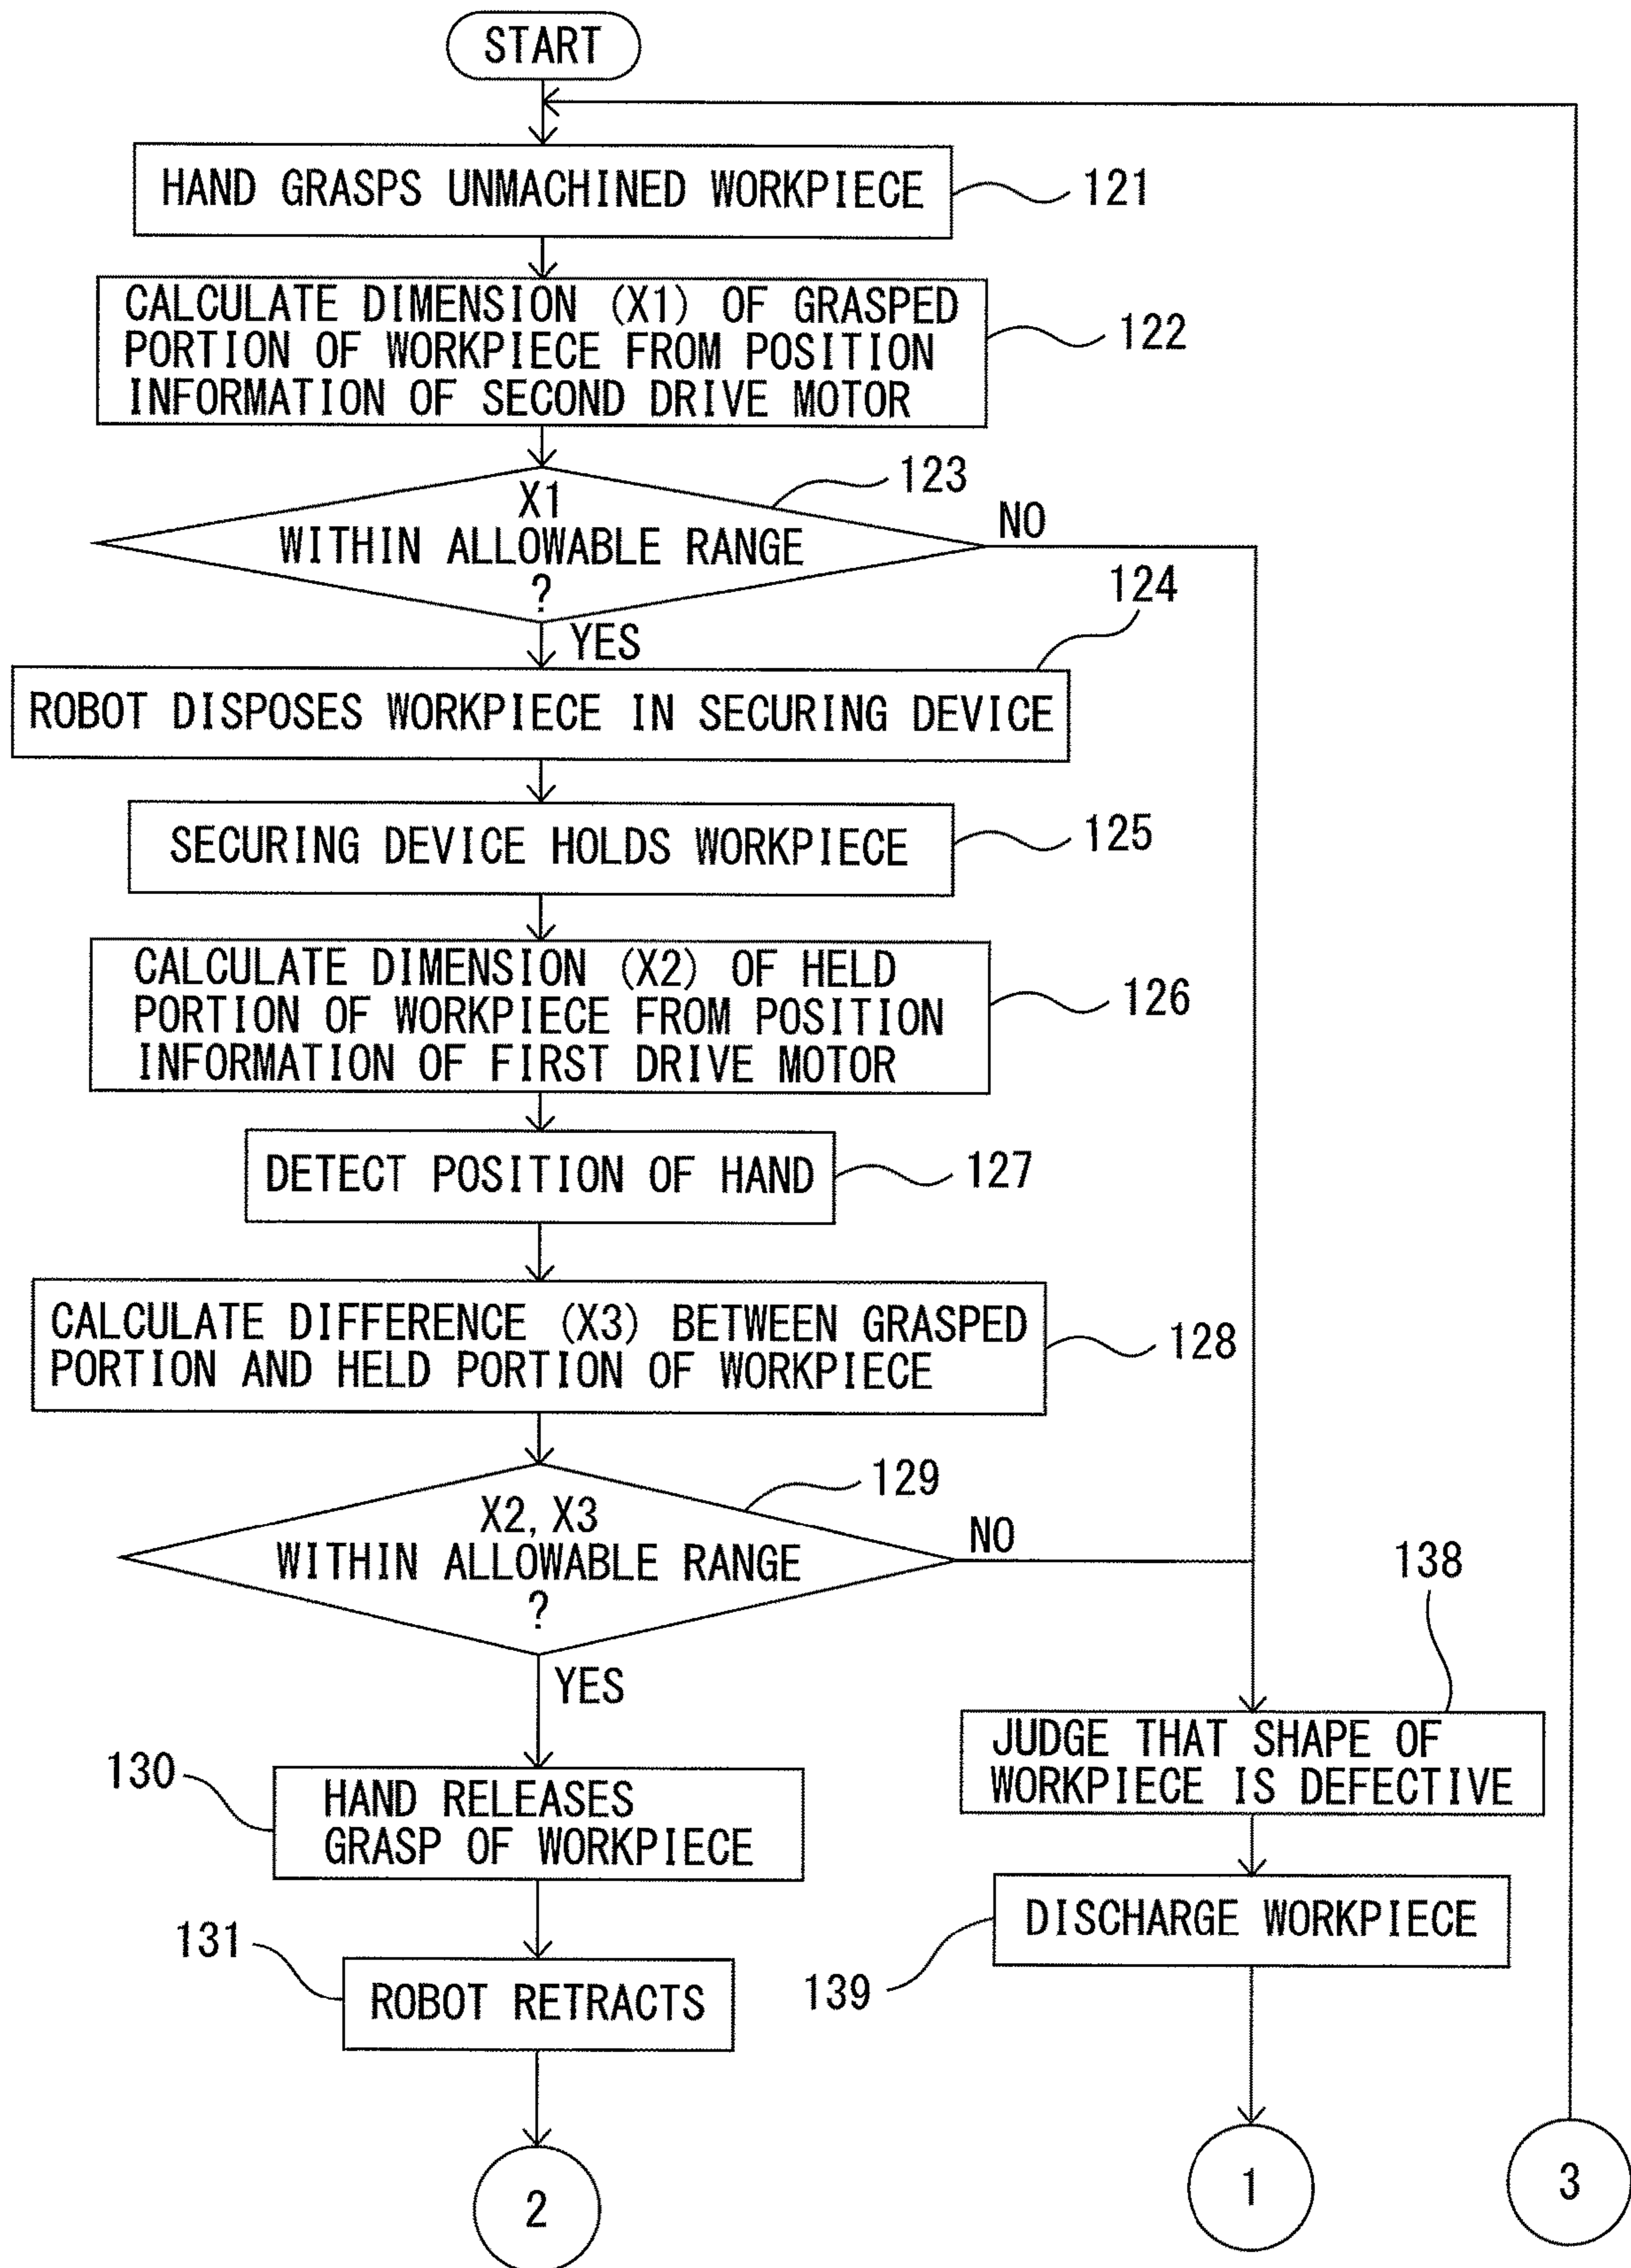 START
HAND GRASPS UNMACHINED WORKPIECE
121
CALCULATE DIMENSION (X1) OF GRASPED
PORTION OF WORKPIECE FROM POSITION
INFORMATION OF SECOND DRIVE MOTOR
122
123
X1
WITHIN ALLOWABLE RANGE
?
NO
YES
124
ROBOT DISPOSES WORKPIECE IN SECURING DEVICE
SECURING DEVICE HOLDS WORKPIECE
125
CALCULATE DIMENSION (X2) OF HELD
PORTION OF WORKPIECE FROM POSITION
INFORMATION OF FIRST DRIVE MOTOR
126
DETECT POSITION OF HAND
127
CALCULATE DIFFERENCE (X3) BETWEEN GRASPED
PORTION AND HELD PORTION OF WORKPIECE
128
129
X2, X3
WITHIN ALLOWABLE RANGE
?
NO
YES
138
JUDGE THAT SHAPE OF
WORKPIECE IS DEFECTIVE
130
HAND RELEASES
GRASP OF WORKPIECE
DISCHARGE WORKPIECE
139
131
ROBOT RETRACTS
2
1
3